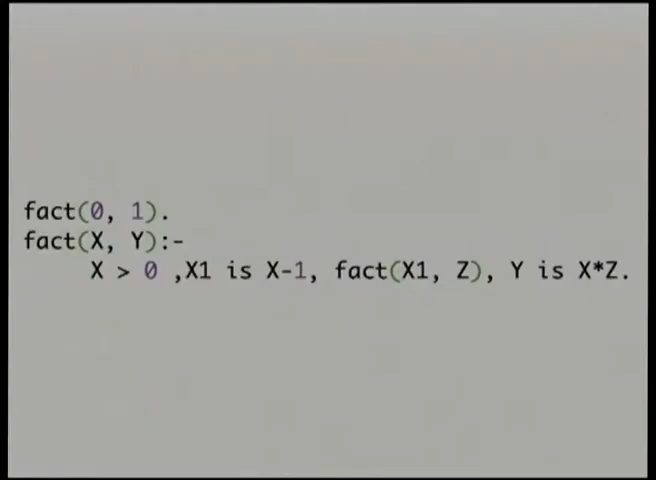 fact(0, 1).
fact(X, Y):-
X > 0 ,X1 is X-1, fact(X1, Z), Y is X*Z.